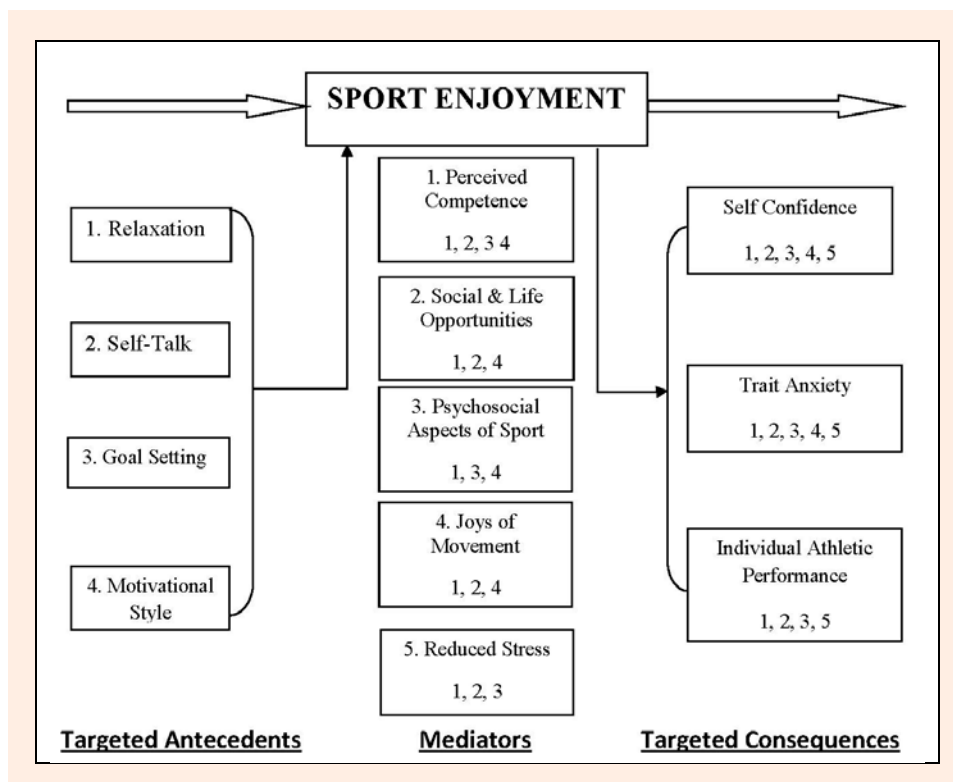 SPORT ENJOYMENT
1. Relaxation
2. Self-Talk
3. Goal Setting
4. Motivational
Style
1. Perceived
Competence
1, 2, 3 4
2. Social & Life
Opportunities
1, 2, 4
3. Psychosocial
Aspects of Sport
1, 3, 4
4. Joys of
Movement
1, 2, 4
5. Reduced Stress
1, 2, 3
Self Confidence
1, 2, 3, 4, 5
Trait Anxiety
1, 2, 3, 4, 5
Individual Athletic
Performance
1, 2, 3, 5
Targeted Antecedents
Mediators
Targeted Consequences